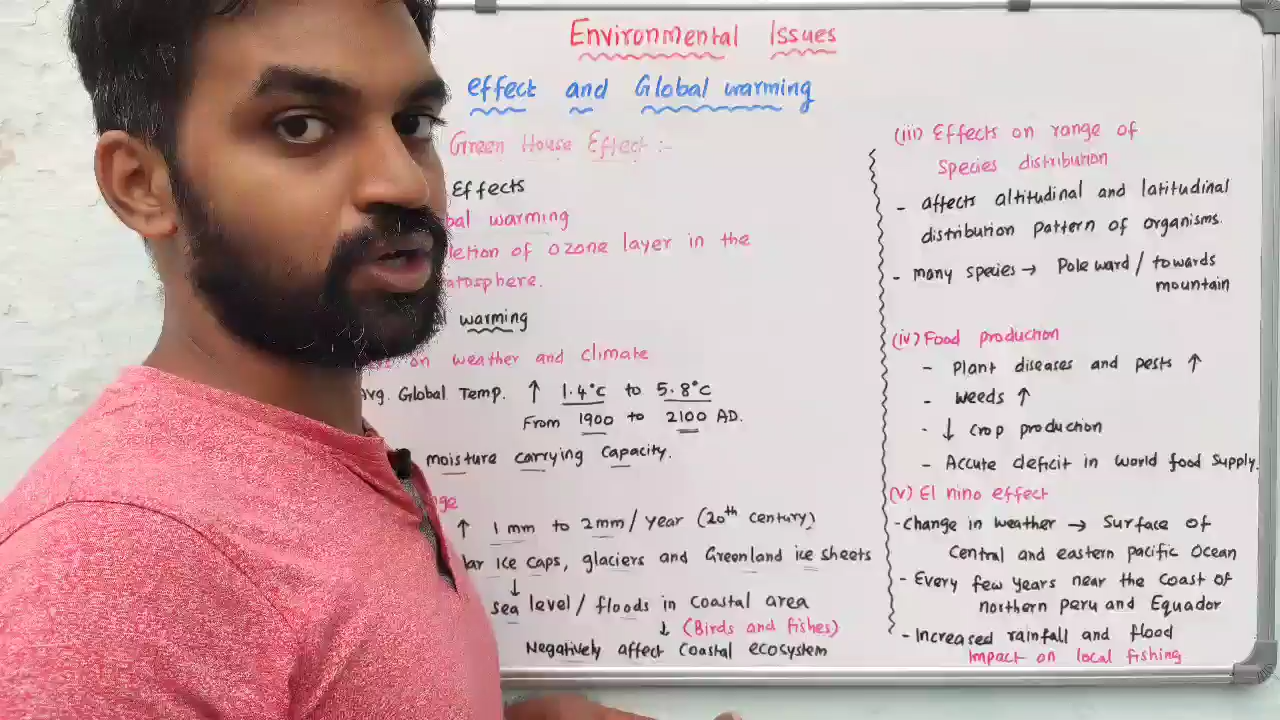 Environmental Issues
effect and Global warming
Green House Effect :-
Effects
bal warming
letion of ozone layer in the
atosphere.
warming
on weather and climate
Avg. Global Temp. ↑ 1.4°c to 5.8°c
From 1900 to 2100 AD.
moisture carrying capacity.
nge
↑ 1 mm to 2mm/year (20th century)
lar ice caps, glaciers and Greenland ice sheets
↓
sea level/floods in coastal area
↓ (Birds and fishes)
Negatively affect coastal ecosystem
(iii) Effects on range of
Species distribution
- affects altitudinal and latitudinal
distribution pattern of organisms.
- many species → Pole ward / towards
mountain
(iv) Food production
- Plant diseases and pests ↑
- weeds ↑
- ↓ crop production
- Accute deficit in world food supply.
(v) El nino effect
- Change in weather → Surface of
Central and eastern pacific Ocean
- Every few years near the coast of
northern peru and Equador
- Increased rainfall and flood
Impact on local fishing